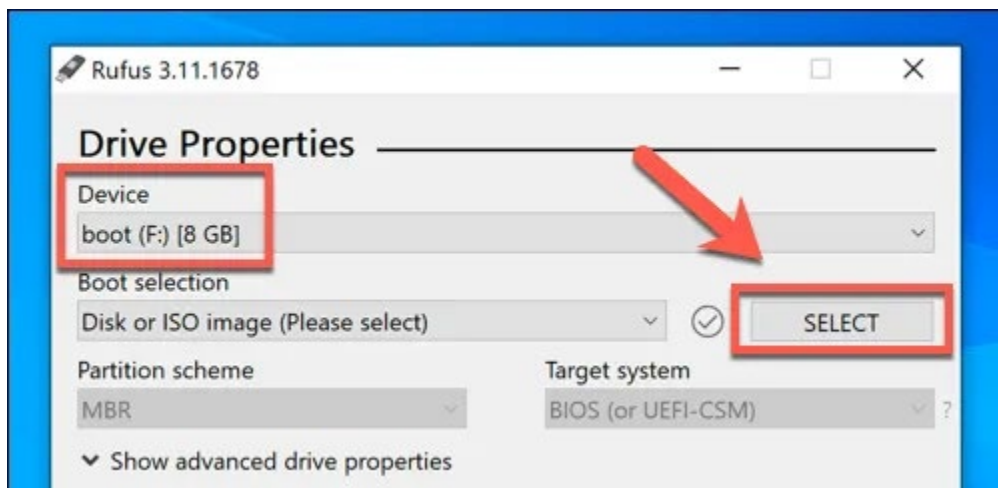 Rufus 3.11.1678
Drive Properties
Device
boot (F:) [8 GB]
Boot selection
Disk or ISO image (Please select)
SELECT
Partition scheme
Target system
MBR
BIOS (or UEFI-CSM)
?
Show advanced drive properties